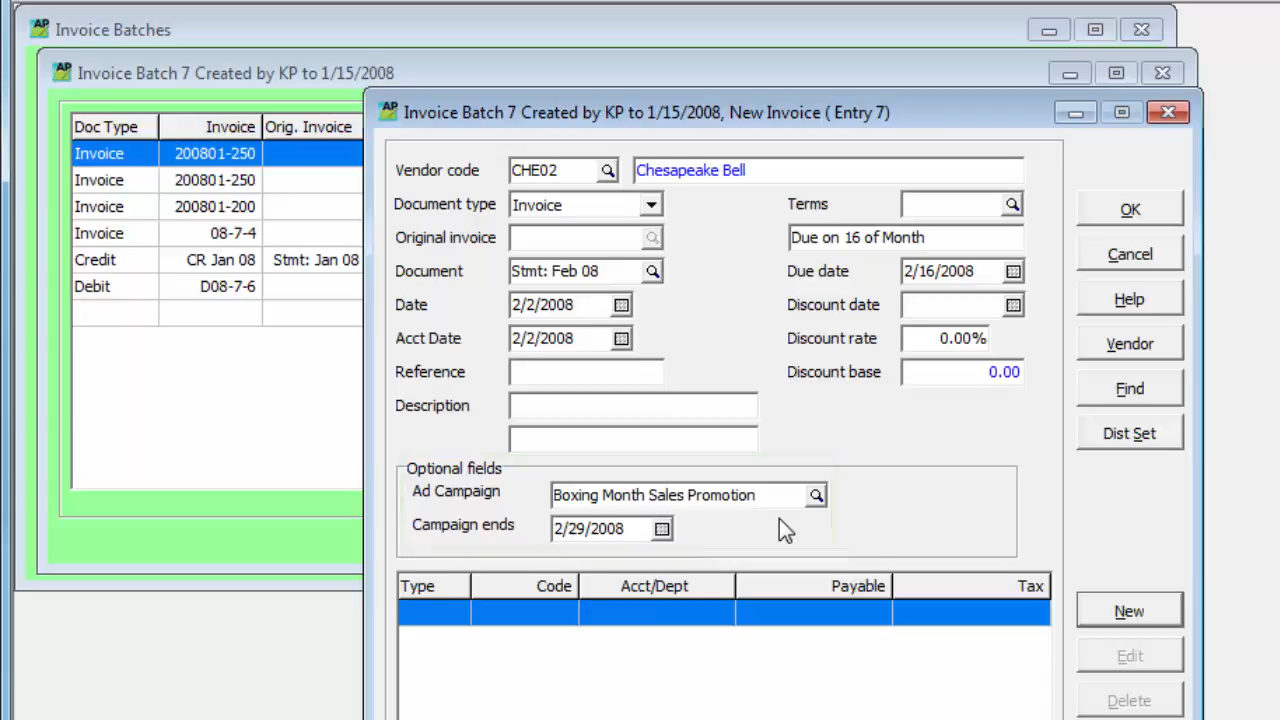 AP Invoice Batches
AP Invoice Batch 7 Created by KP to 1/15/2008
Doc Type Invoice Orig. Invoice
Invoice 200801-250
Invoice 200801-250
Invoice 200801-200
Invoice 08-7-4
Credit CR Jan 08 Stmt: Jan 08
Debit D08-7-6
AP Invoice Batch 7 Created by KP to 1/15/2008, New Invoice ( Entry 7)
Vendor code CHE02 Chesapeake Bell
Document type Invoice Terms
Original invoice Due on 16 of Month
Document Stmt: Feb 08 Due date 2/16/2008
Date 2/2/2008 Discount date
Acct Date 2/2/2008 Discount rate 0.00%
Reference Discount base 0.00
Description
Optional fields
Ad Campaign Boxing Month Sales Promotion
Campaign ends 2/29/2008
Type Code Acct/Dept Payable Tax
OK
Cancel
Help
Vendor
Find
Dist Set
New
Edit
Delete